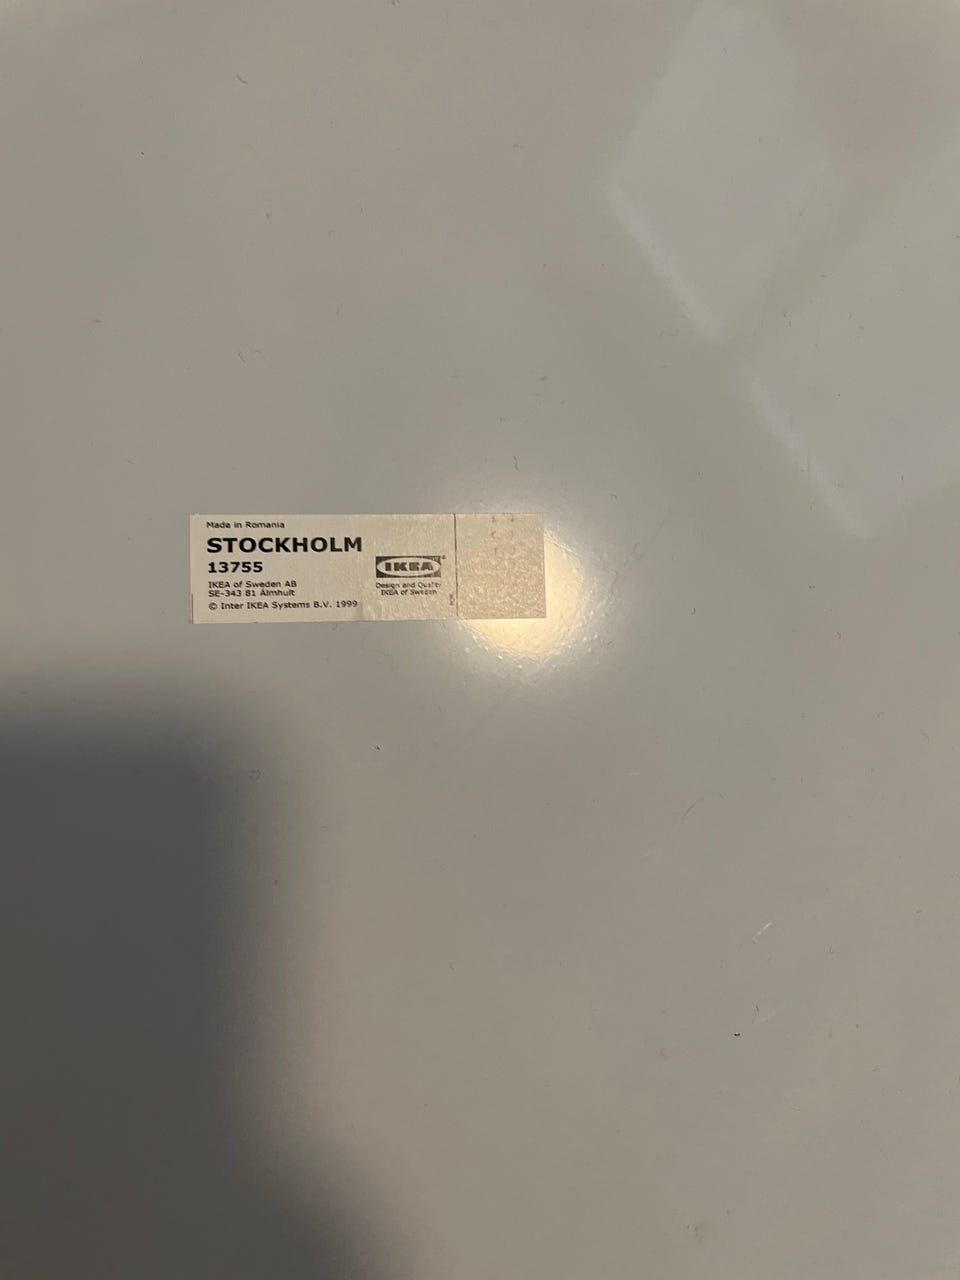 Made in Romania
STOCKHOLM
13755
IKEA of Sweden AB
SE-343 81 Älmhult
© Inter IKEA Systems B.V. 1999
IKEA®
Design and Quality
IKEA of Sweden